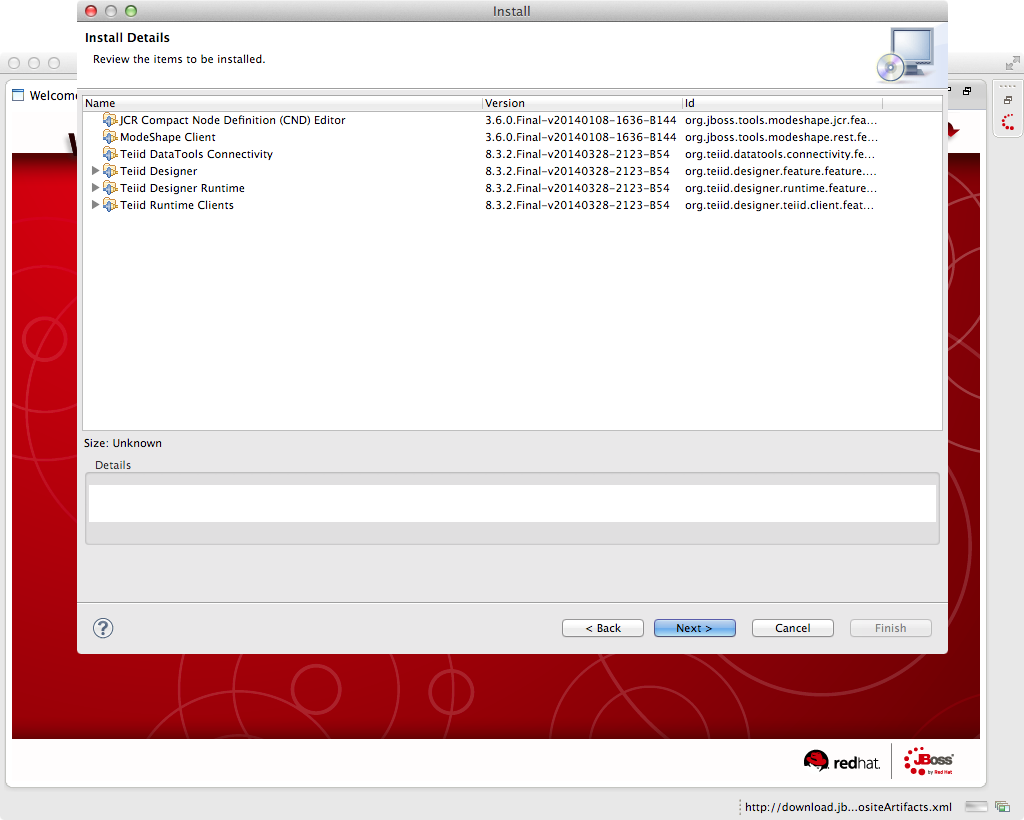 Install
Install Details
Review the items to be installed.
Welcome
Name Version Id
JCR Compact Node Definition (CND) Editor 3.6.0.Final-v20140108-1636-B144 org.jboss.tools.modeshape.jcr.fea...
ModeShape Client 3.6.0.Final-v20140108-1636-B144 org.jboss.tools.modeshape.rest.fe...
Teiid DataTools Connectivity 8.3.2.Final-v20140328-2123-B54 org.teiid.datatools.connectivity.fe...
Teiid Designer 8.3.2.Final-v20140328-2123-B54 org.teiid.designer.feature.feature....
Teiid Designer Runtime 8.3.2.Final-v20140328-2123-B54 org.teiid.designer.runtime.feature...
Teiid Runtime Clients 8.3.2.Final-v20140328-2123-B54 org.teiid.designer.teiid.client.feat...
Size: Unknown
Details
? < Back Next > Cancel Finish
redhat. JBoss
by Red Hat
http://download.jb...ositeArtifacts.xml